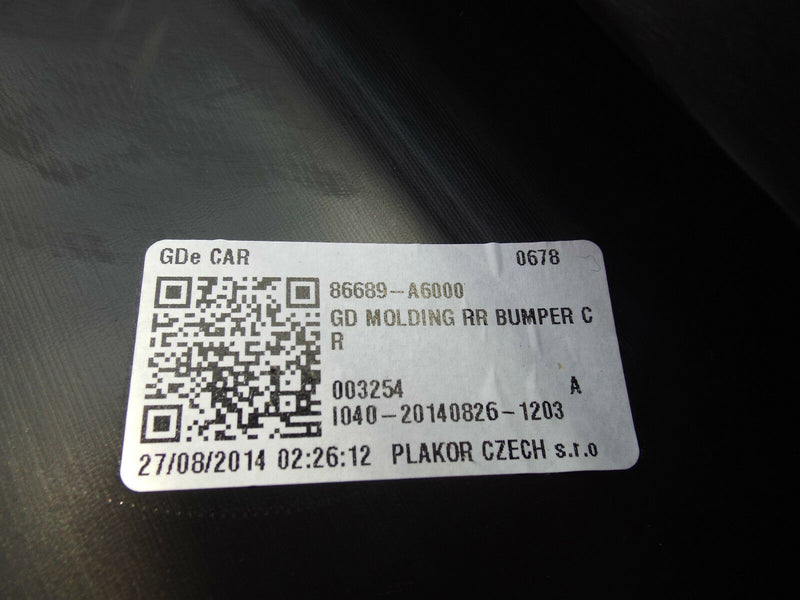 GDe CAR 0678
86689-A6000
GD MOLDING RR BUMPER C
R
003254 A
I040-20140826-1203
27/08/2014 02:26:12 PLAKOR CZECH s.r.o